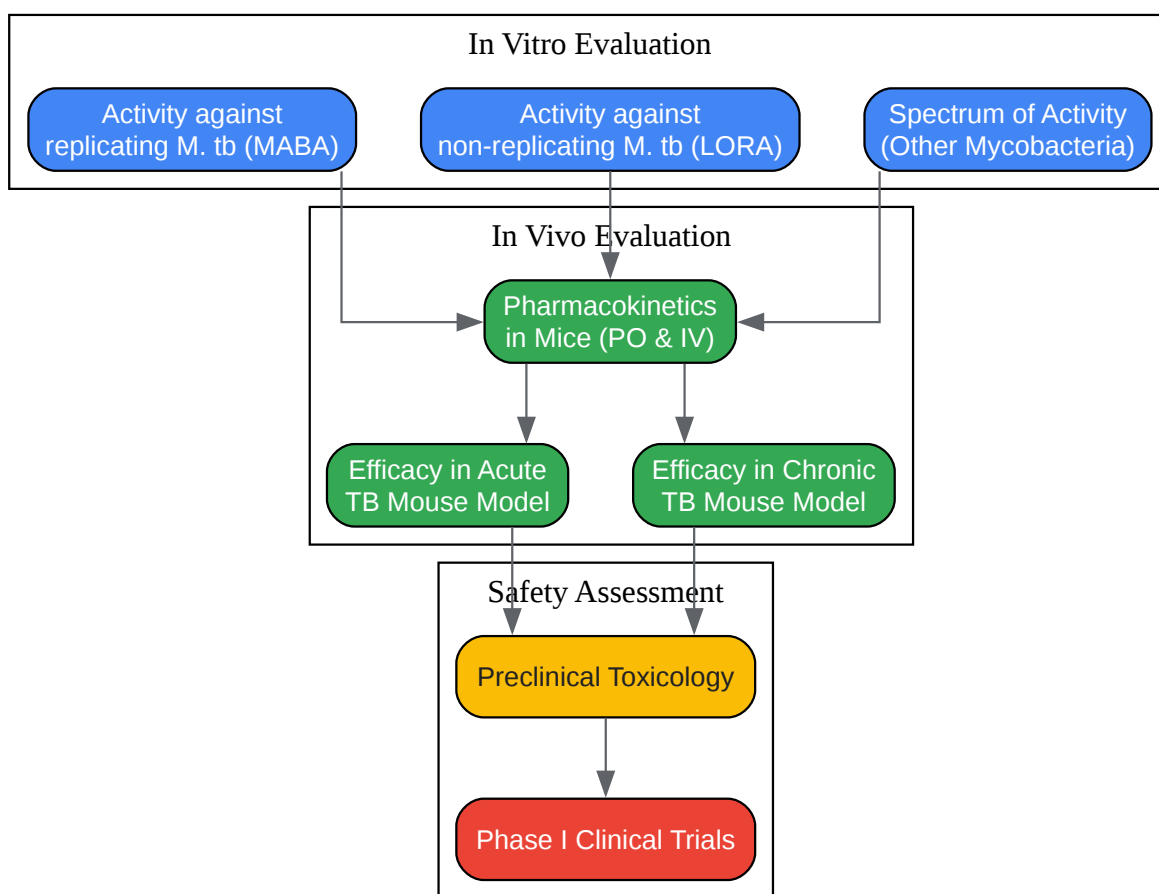 In Vitro Evaluation
Activity against
replicating M. tb (MABA)
Activity against
non-replicating M. tb (LORA)
Spectrum of Activity
(Other Mycobacteria)
In Vivo Evaluation
Pharmacokinetics
in Mice (PO & IV)
Efficacy in Acute
TB Mouse Model
Efficacy in Chronic
TB Mouse Model
Safety Assessment
Preclinical Toxicology
Phase I Clinical Trials